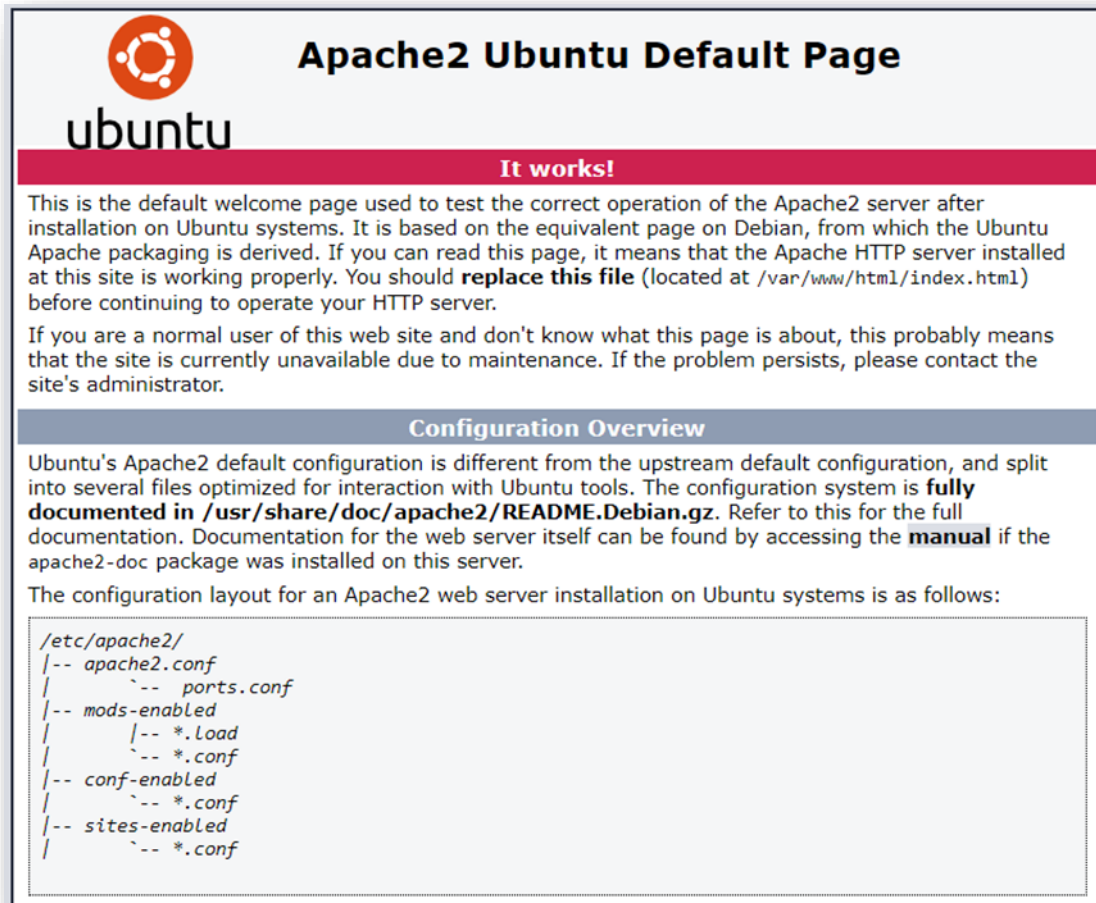 ubuntu
Apache2 Ubuntu Default Page
It works!
This is the default welcome page used to test the correct operation of the Apache2 server after
installation on Ubuntu systems. It is based on the equivalent page on Debian, from which the Ubuntu
Apache packaging is derived. If you can read this page, it means that the Apache HTTP server installed
at this site is working properly. You should replace this file (located at /var/www/html/index.html)
before continuing to operate your HTTP server.
If you are a normal user of this web site and don't know what this page is about, this probably means
that the site is currently unavailable due to maintenance. If the problem persists, please contact the
site's administrator.
Configuration Overview
Ubuntu's Apache2 default configuration is different from the upstream default configuration, and split
into several files optimized for interaction with Ubuntu tools. The configuration system is fully
documented in /usr/share/doc/apache2/README.Debian.gz. Refer to this for the full
documentation. Documentation for the web server itself can be found by accessing the manual if the
apache2-doc package was installed on this server.
The configuration layout for an Apache2 web server installation on Ubuntu systems is as follows:
/etc/apache2/
|-- apache2.conf
|       `--  ports.conf
|-- mods-enabled
|       |-- *.load
|       `-- *.conf
|-- conf-enabled
|       `-- *.conf
|-- sites-enabled
|       `-- *.conf